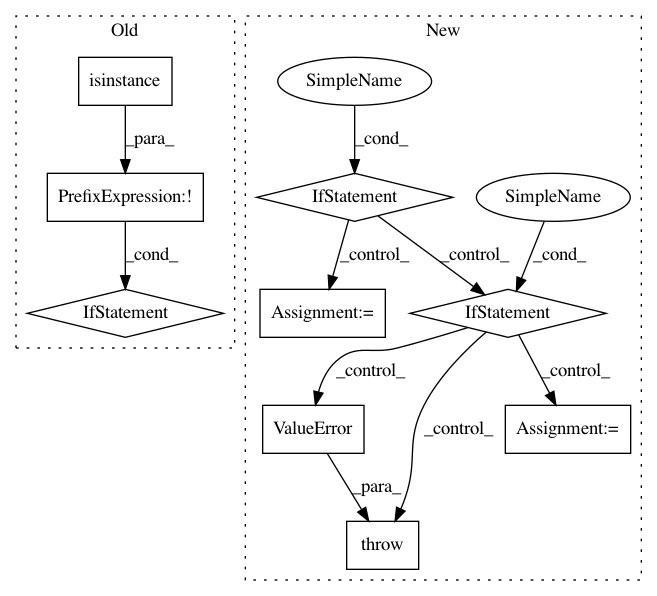 Old
New
isinstance
SimpleName
_para_
_cond_
PrefixExpression:!
IfStatement
SimpleName
_cond_
_control_
_control_
_cond_
IfStatement
Assignment:=
IfStatement
_control_
_control_
_control_
ValueError
Assignment:=
_para_
throw